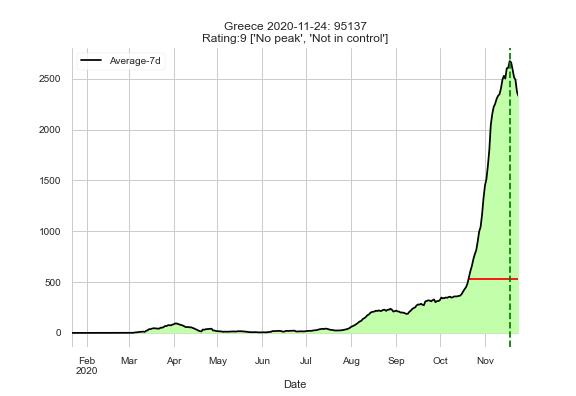 Greece 2020-11-24: 95137
Rating:9 ['No peak', 'Not in control']
Average-7d
2500
2000
1500
1000
500
0
Feb Mar Apr May Jun Jul Aug Sep Oct Nov
2020
Date